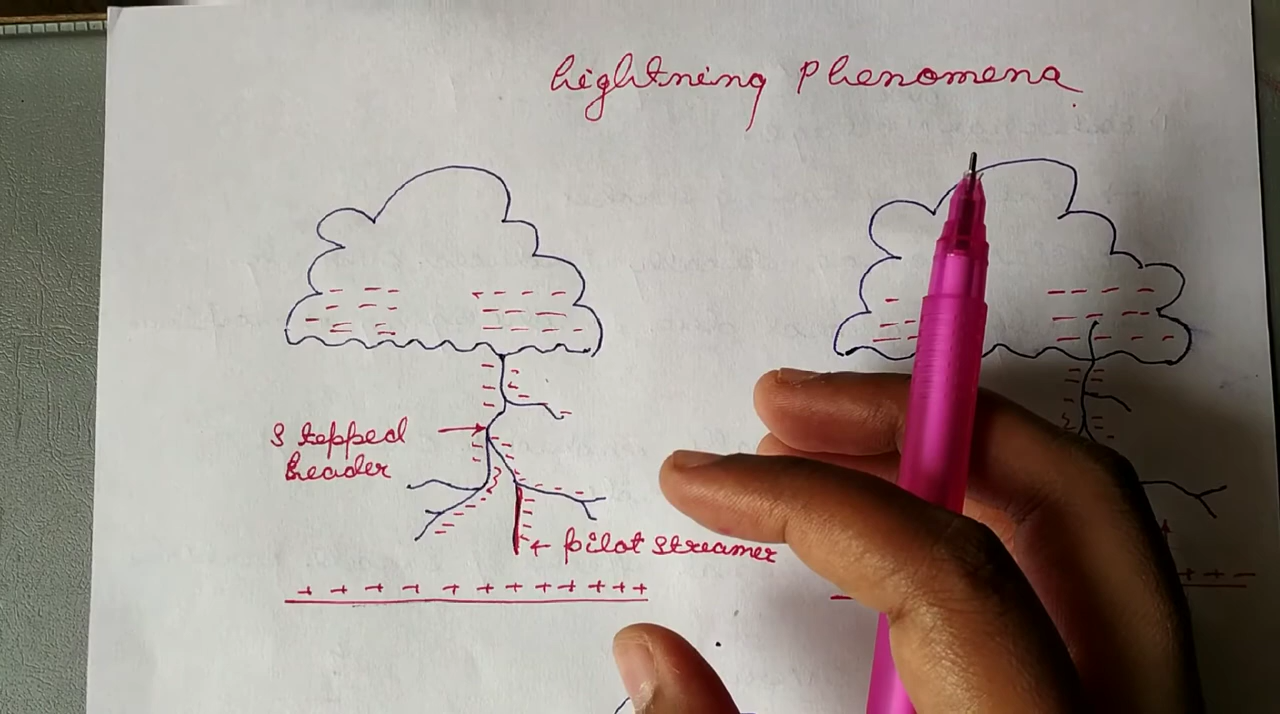 Lightning Phenomena
Stepped
Leader
← pilot streamer